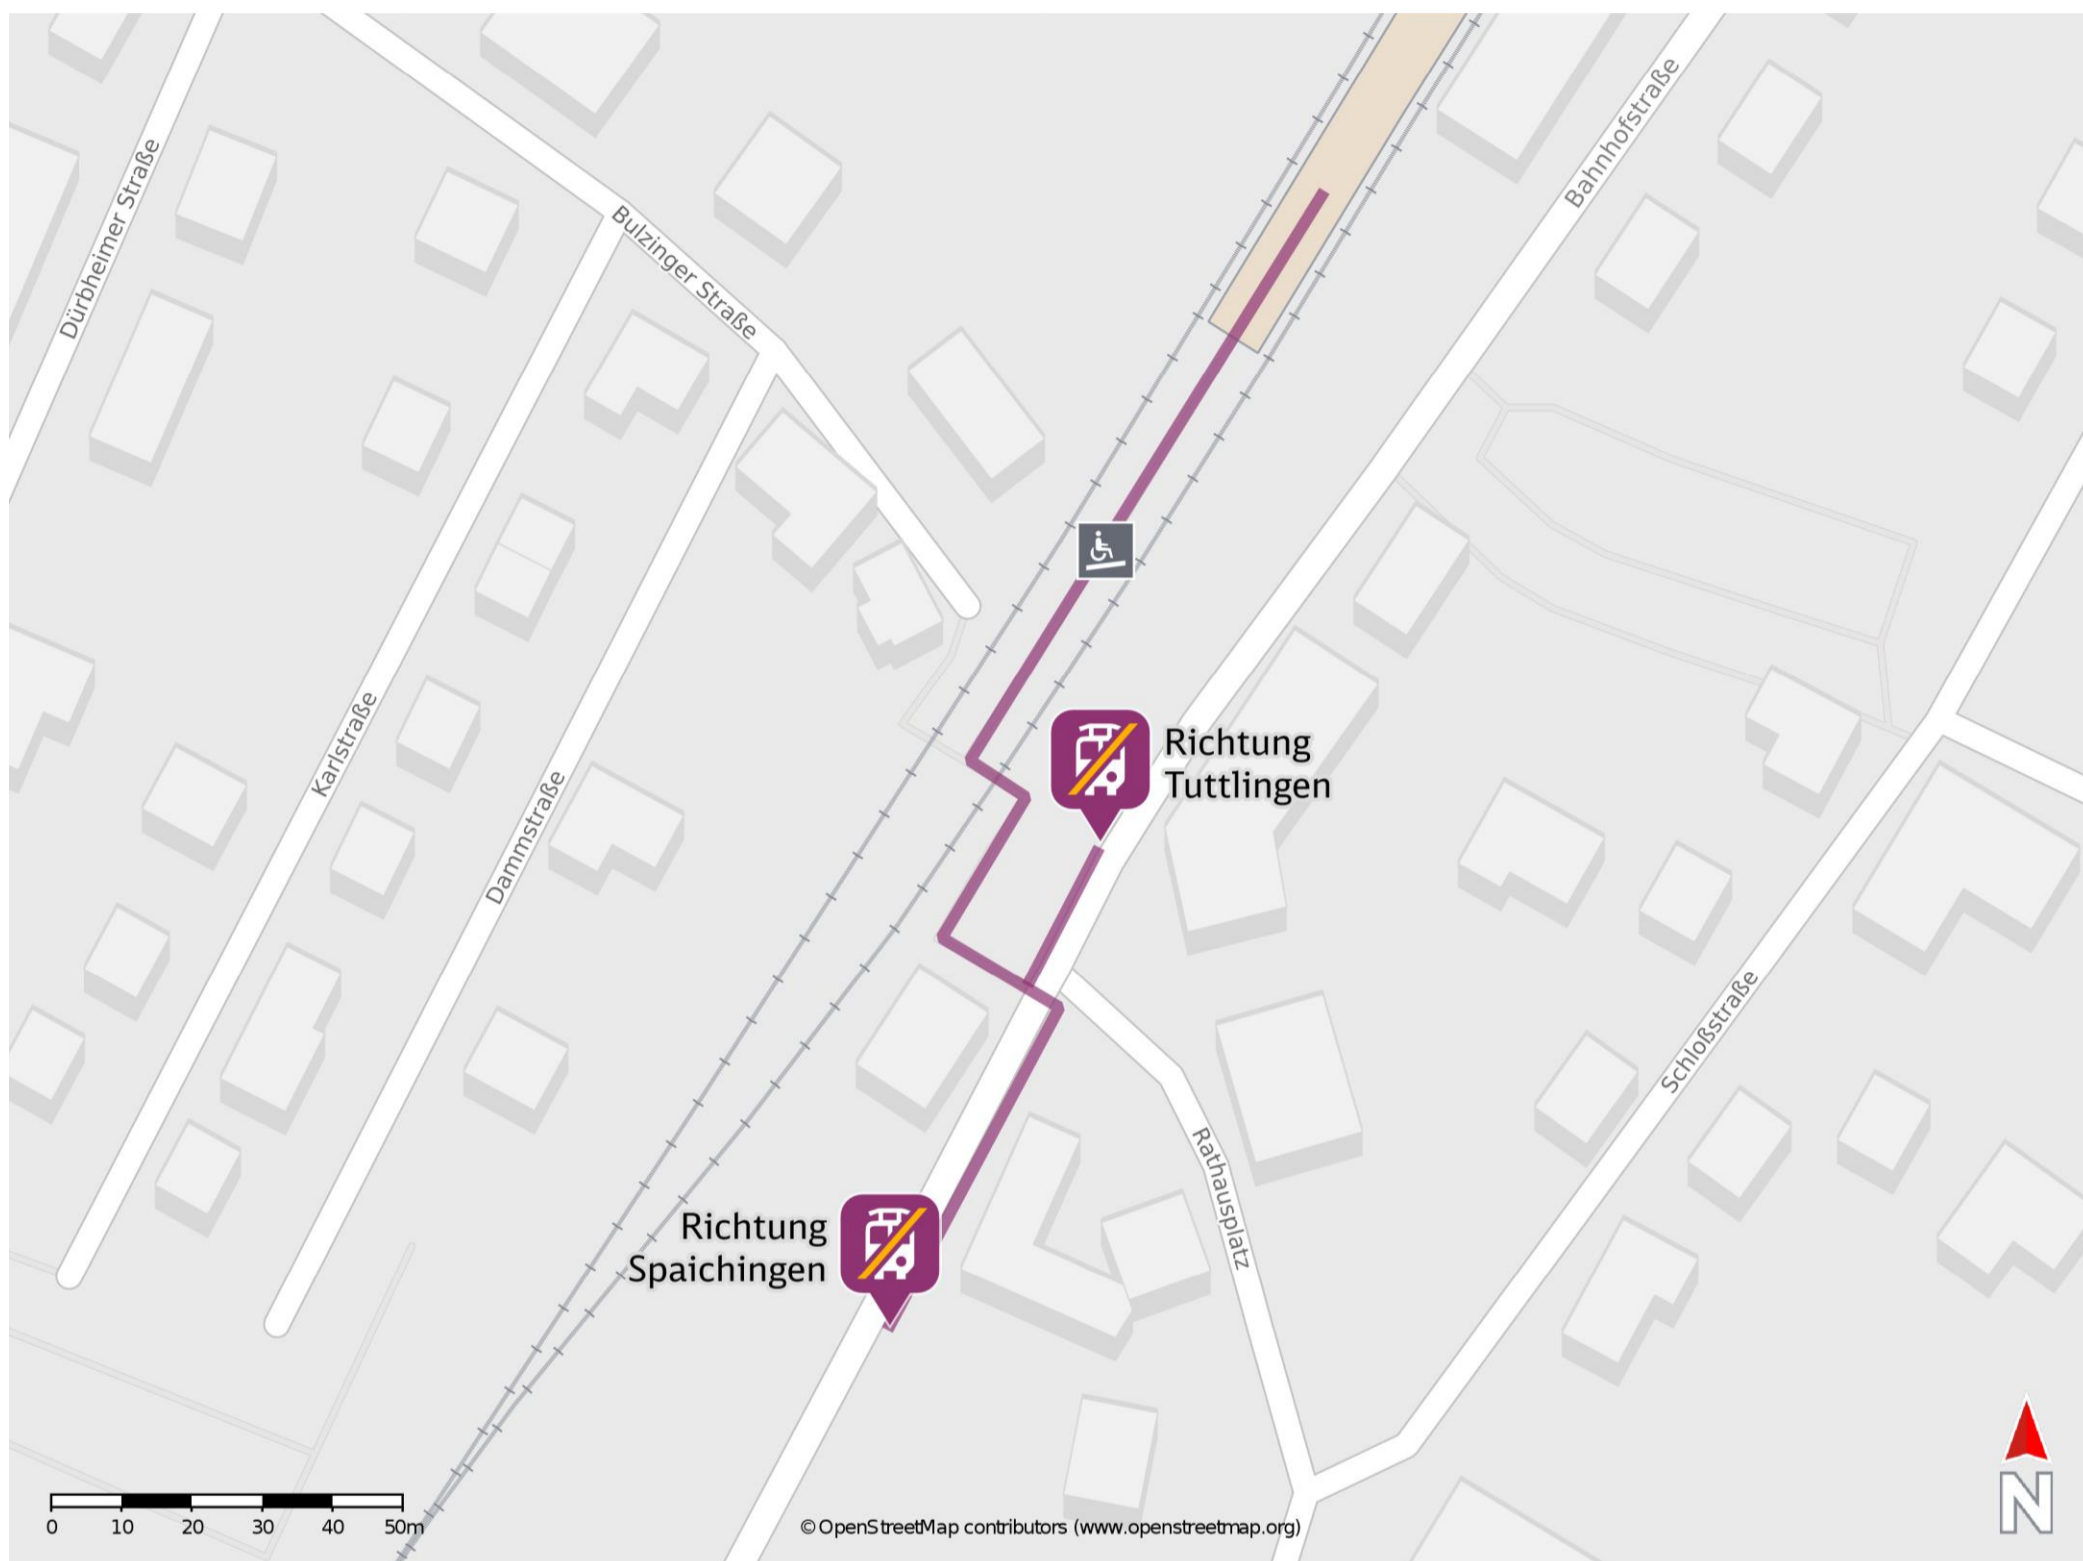 Bahnhofstraße
Dürbheimer Straße
Bulzinger Straße
Karlstraße
Dammstraße
Richtung
Tuttlingen
Schloßstraße
Rathausplatz
Richtung
Spaichingen
0 10 20 30 40 50m
© OpenStreetMap contributors (www.openstreetmap.org)
N